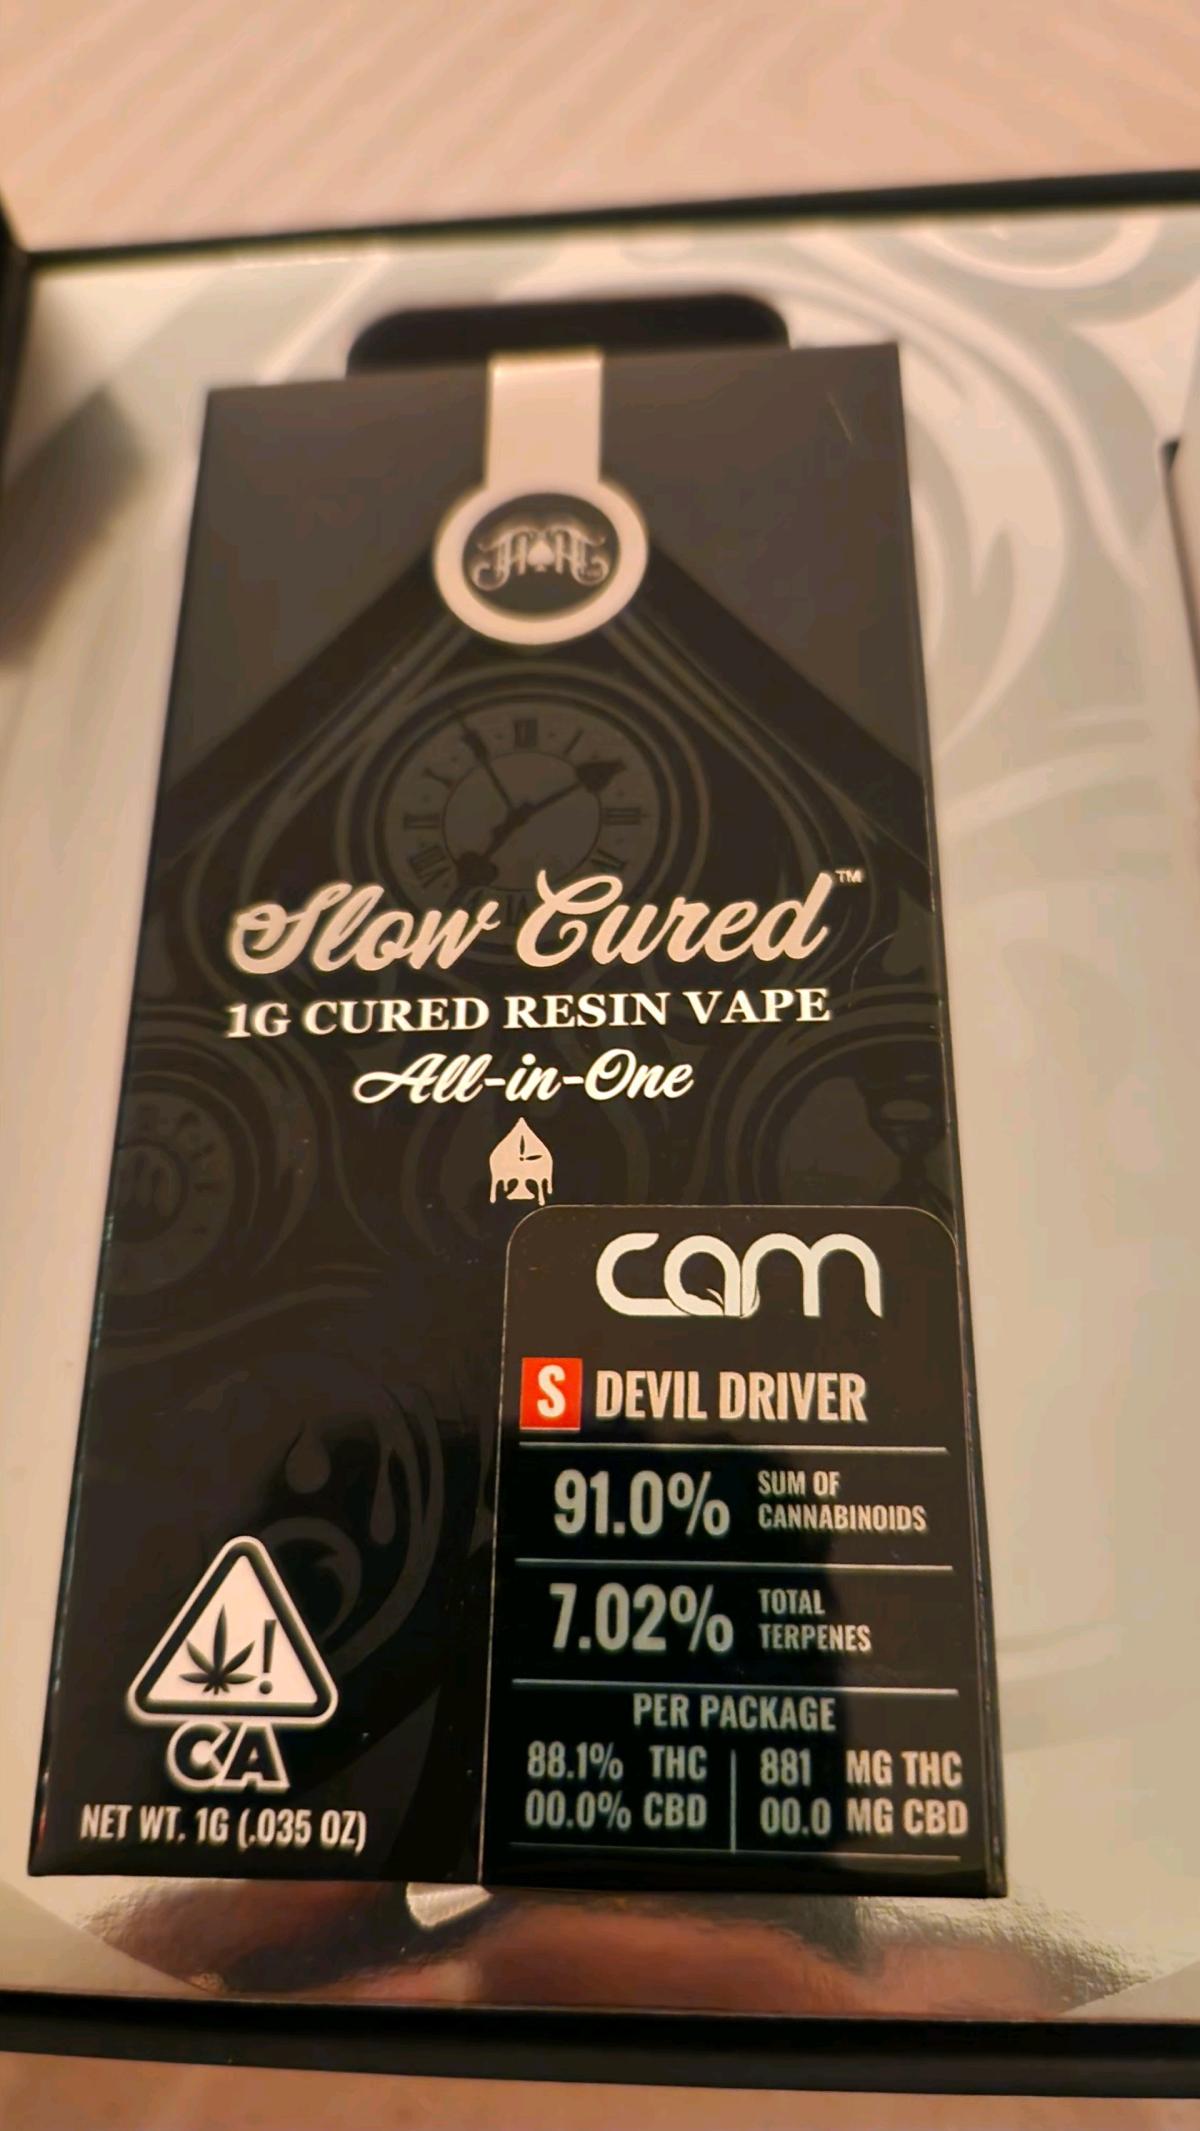 Slow Cured™
1G CURED RESIN VAPE
All-in-One
cam
S DEVIL DRIVER
91.0% SUM OF
CANNABINOIDS
7.02% TOTAL
TERPENES
PER PACKAGE
88.1% THC 881 MG THC
00.0% CBD 00.0 MG CBD
!
CA
NET WT. 1G (.035 OZ)